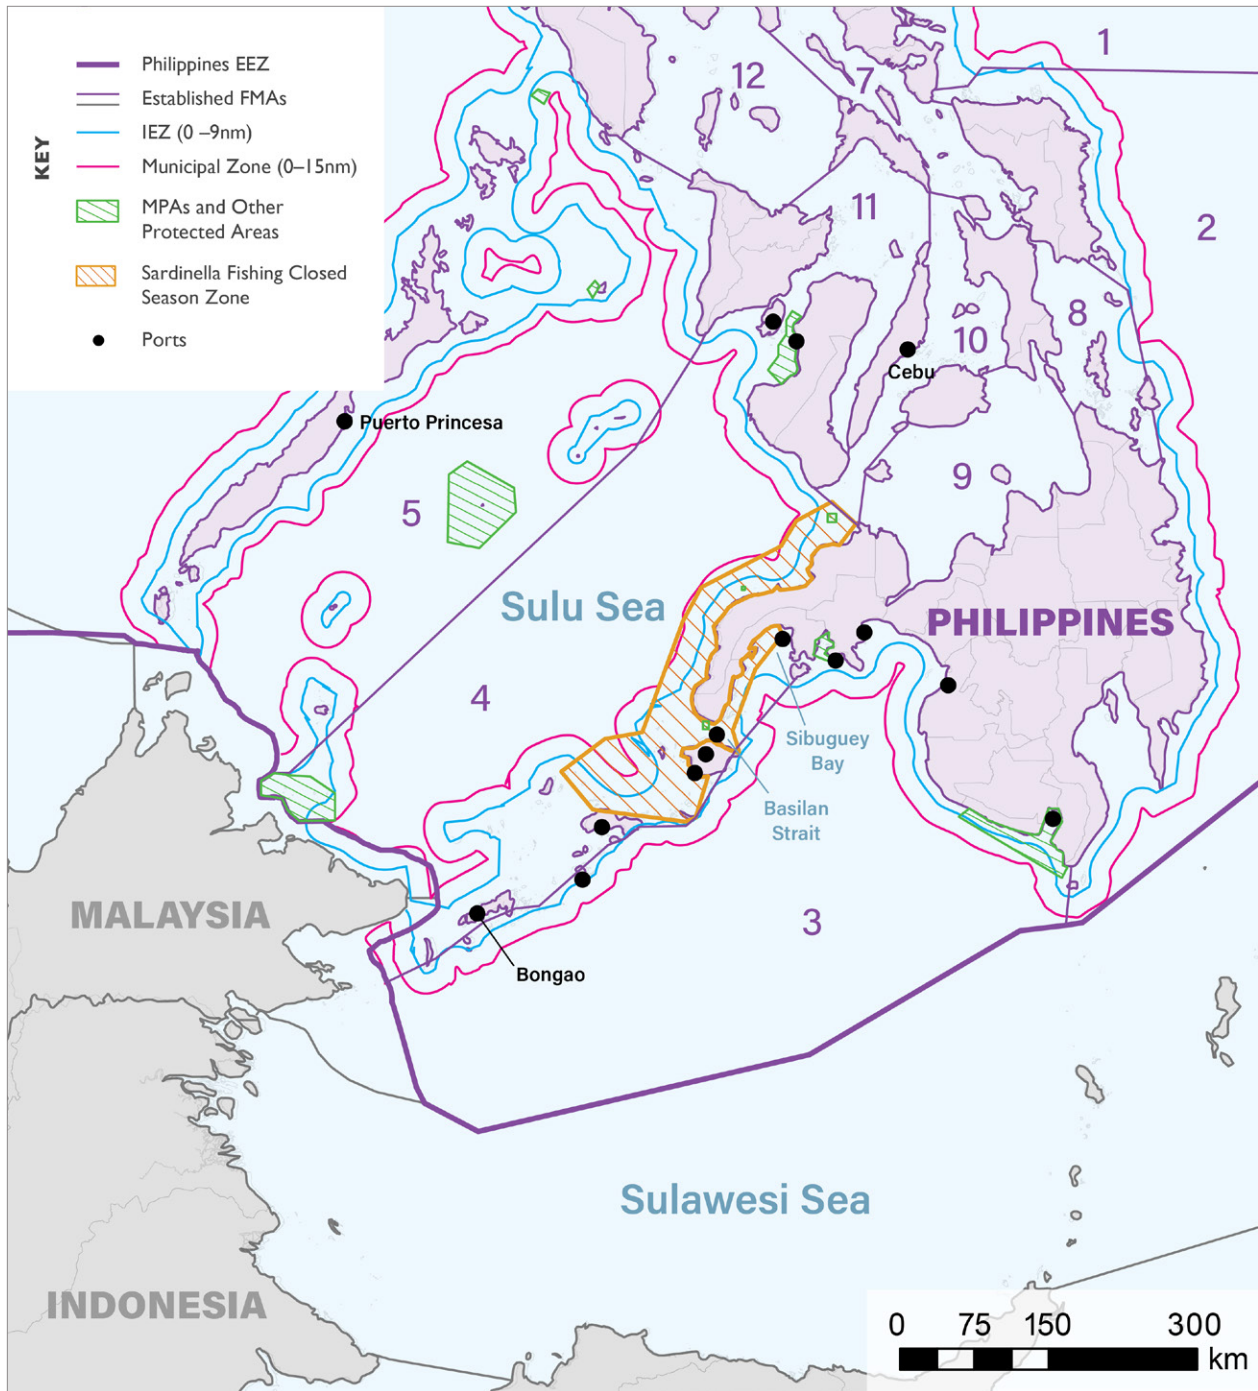 KEY
Philippines EEZ
Established FMAs
IEZ (0 –9nm)
Municipal Zone (0–15nm)
MPAs and Other
Protected Areas
Sardinella Fishing Closed
Season Zone
Ports
1
12
7
11
2
8
10
Cebu
Puerto Princesa
9
5
Sulu Sea
PHILIPPINES
4
Sibuguey
Bay
Basilan
Strait
MALAYSIA
3
Bongao
Sulawesi Sea
INDONESIA
0 75 150 300
km